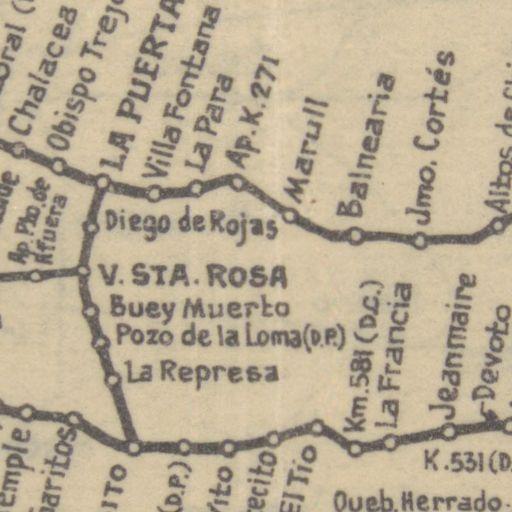 Chalacea
Obispo Trejo
LA PUERTA
Villa Fontana
La Para
Ap. K. 271
Marull
Balnearia
Jmo. Cortés
Altos de
Ap. Pto. de
Diego de Rojas
V. STA. ROSA
Buey Muerto
Pozo de la Loma (D.P.)
La Represa
Km. 581 (D.C.)
La Francia
Jeanmaire
Devoto
K. 531 (D.
(D.P.)
El Tío
Queb. Herrado